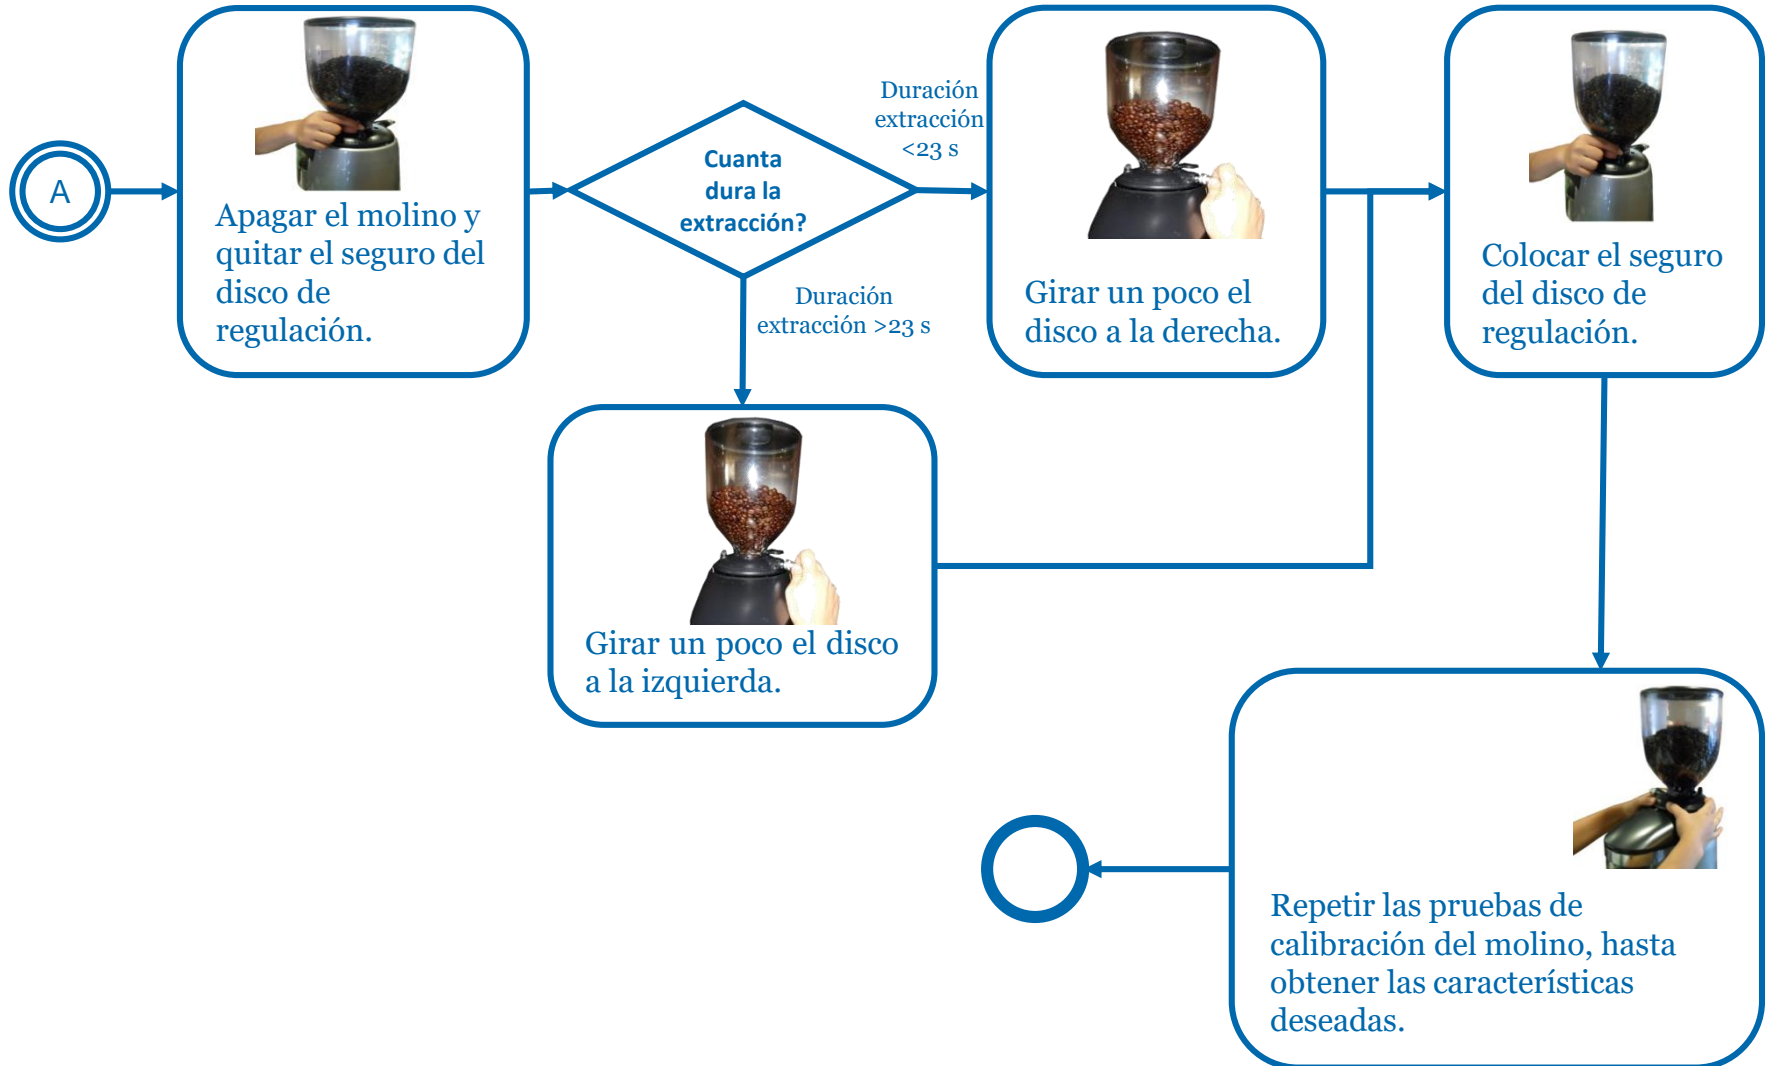 A
Apagar el molino y
quitar el seguro del
disco de
regulación.
Cuanta
dura la
extracción?
Duración
extracción
<23 s
Duración
extracción >23 s
Girar un poco el
disco a la derecha.
Colocar el seguro
del disco de
regulación.
Girar un poco el disco
a la izquierda.
Repetir las pruebas de
calibración del molino, hasta
obtener las características
deseadas.